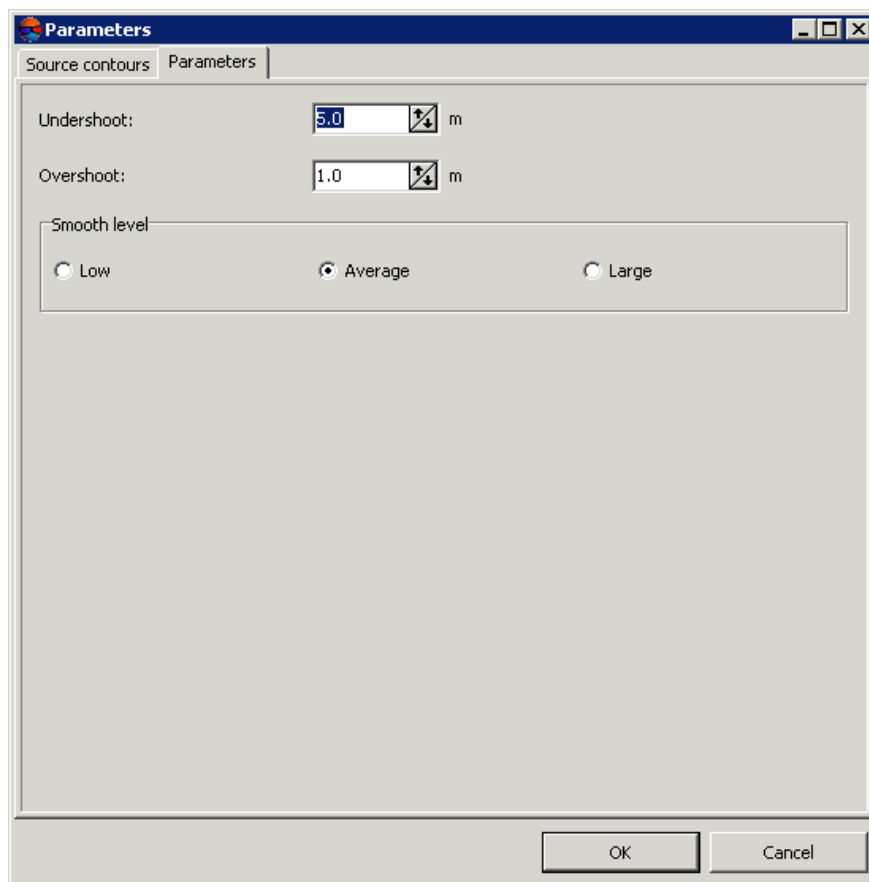 Parameters
Source contours Parameters
Undershoot: 5.0 m
Overshoot: 1.0 m
Smooth level
Low Average Large
OK Cancel